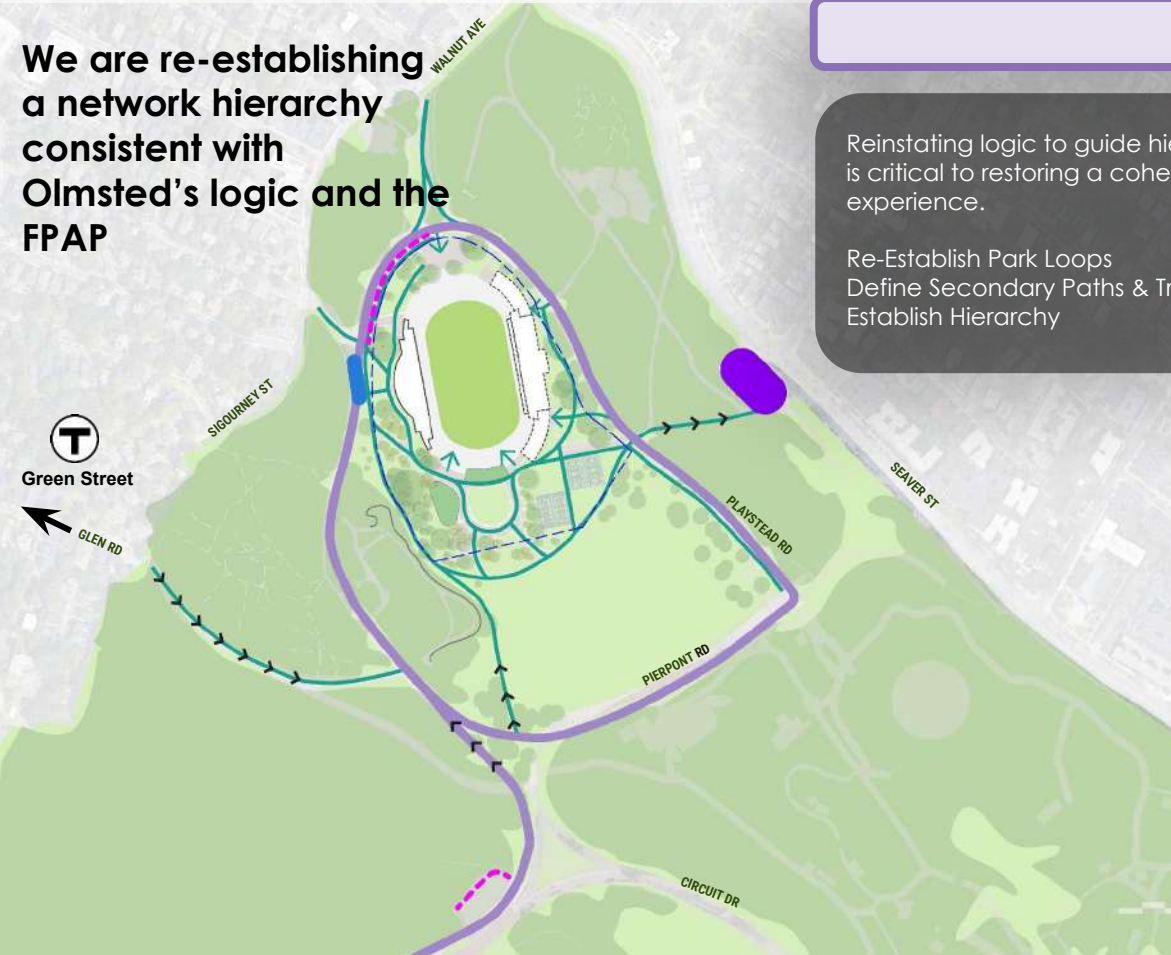 We are re-establishing
a network hierarchy
consistent with
Olmsted's logic and the
FPAP
WALNUT AVE
Reinstating logic to guide hie
is critical to restoring a cohe
experience.
Re-Establish Park Loops
Define Secondary Paths & Tr
Establish Hierarchy
SIGOURNEY ST
T
Green Street
GLEN RD
SEAVER ST
PLAYSTEAD RD
PIERPONT RD
CIRCUIT DR